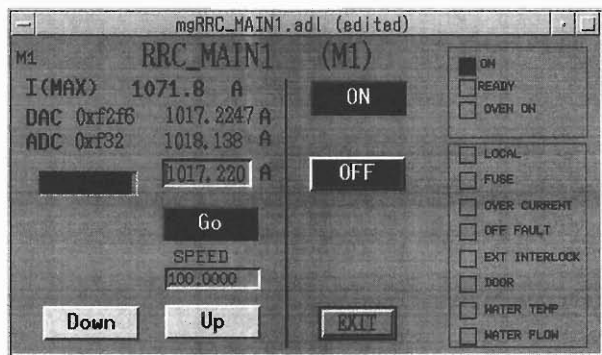 mgRRC_MAIN1.adl (edited)
M1 RRC_MAIN1 (M1)
I(MAX) 1071.8 A
DAC 0xf2f6 1017.2247 A
ADC 0xf32 1018.138 A
1017.220 A
Go
SPEED
100.0000
Down Up
ON
OFF
EXIT
ON
READY
OVEN ON
LOCAL
FUSE
OVER CURRENT
OFF FAULT
EXT INTERLOCK
DOOR
WATER TEMP
WATER FLOW